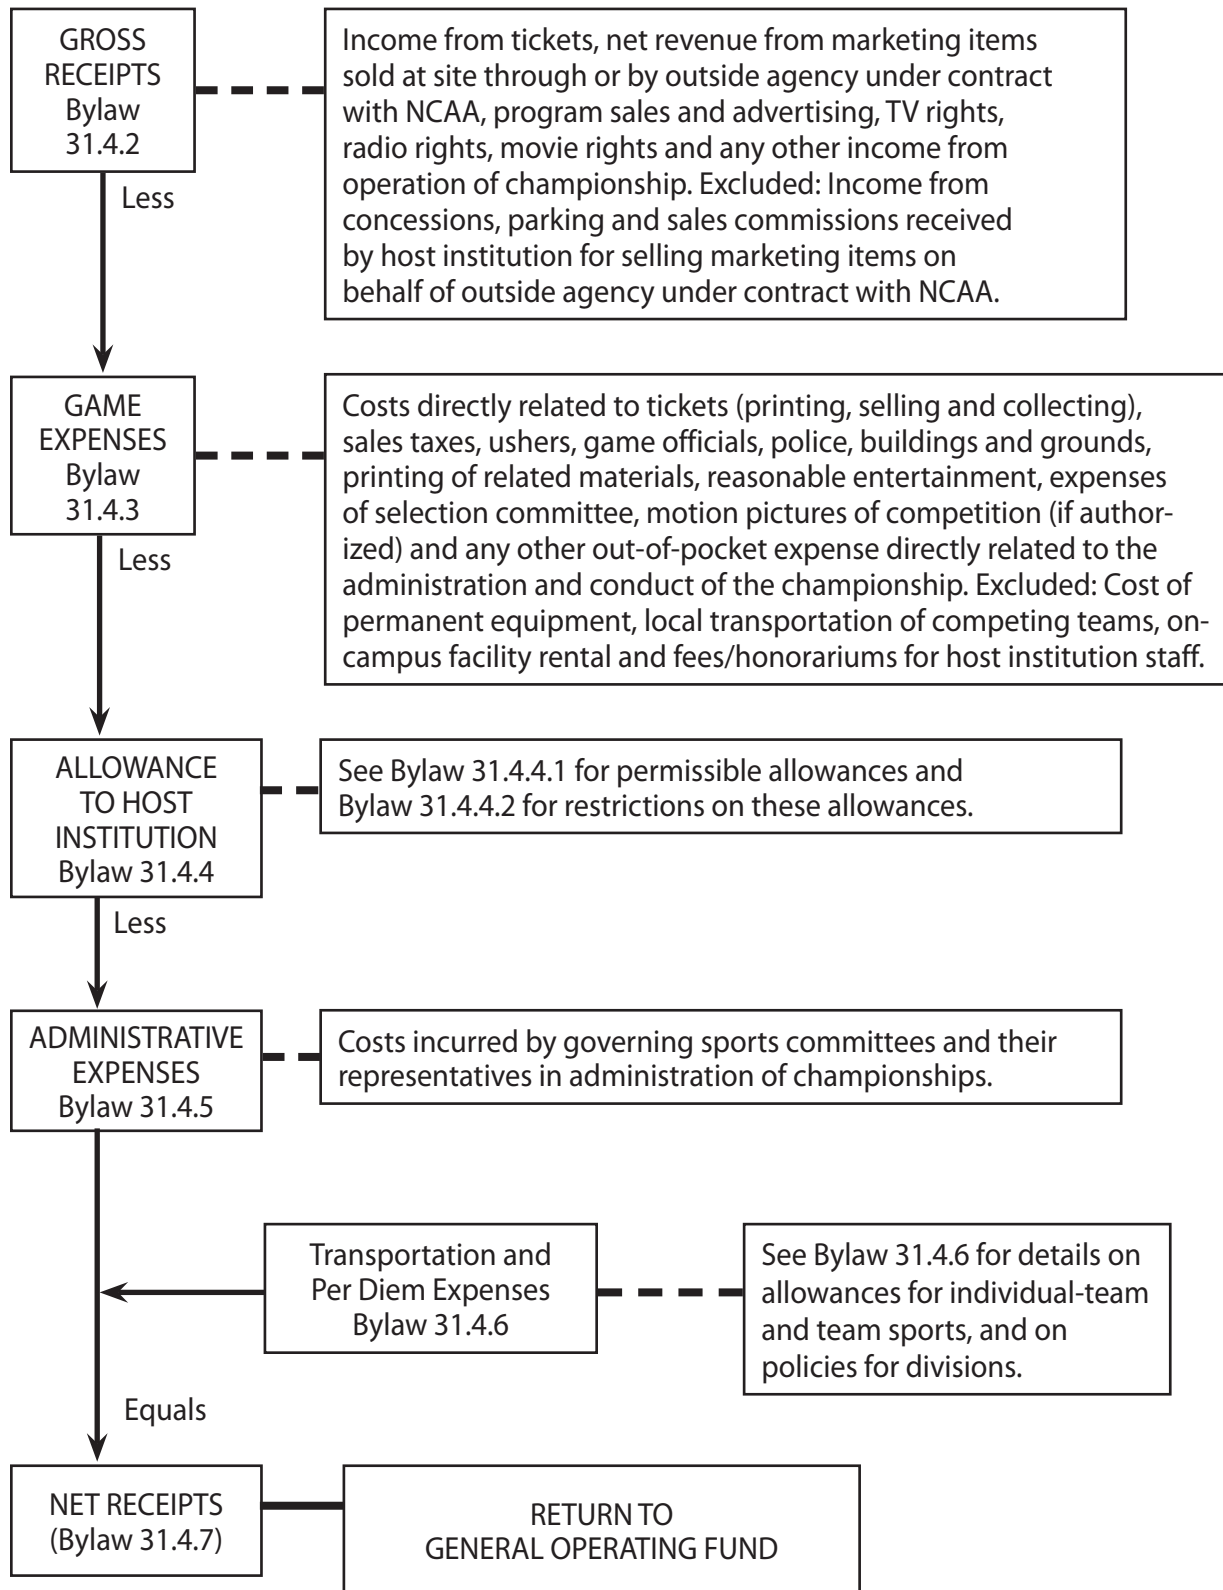 GROSS
RECEIPTS
Bylaw
31.4.2
Income from tickets, net revenue from marketing items
sold at site through or by outside agency under contract
with NCAA, program sales and advertising, TV rights,
radio rights, movie rights and any other income from
operation of championship. Excluded: Income from
concessions, parking and sales commissions received
by host institution for selling marketing items on
behalf of outside agency under contract with NCAA.
Less
GAME
EXPENSES
Bylaw
31.4.3
Costs directly related to tickets (printing, selling and collecting),
sales taxes, ushers, game officials, police, buildings and grounds,
printing of related materials, reasonable entertainment, expenses
of selection committee, motion pictures of competition (if author-
ized) and any other out-of-pocket expense directly related to the
administration and conduct of the championship. Excluded: Cost of
permanent equipment, local transportation of competing teams, on-
campus facility rental and fees/honorariums for host institution staff.
Less
ALLOWANCE
TO HOST
INSTITUTION
Bylaw 31.4.4
See Bylaw 31.4.4.1 for permissible allowances and
Bylaw 31.4.4.2 for restrictions on these allowances.
Less
ADMINISTRATIVE
EXPENSES
Bylaw 31.4.5
Costs incurred by governing sports committees and their
representatives in administration of championships.
Transportation and
Per Diem Expenses
Bylaw 31.4.6
See Bylaw 31.4.6 for details on
allowances for individual-team
and team sports, and on
policies for divisions.
Equals
NET RECEIPTS
(Bylaw 31.4.7)
RETURN TO
GENERAL OPERATING FUND